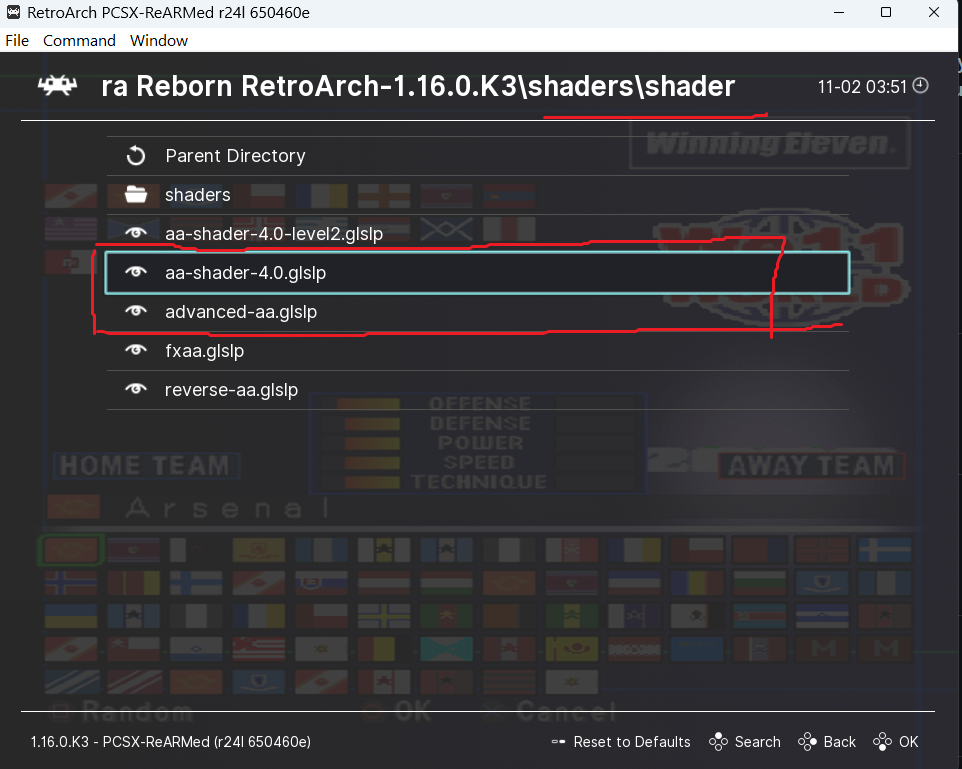 RetroArch PCSX-ReARMed r24l 650460e
File Command Window
ra Reborn RetroArch-1.16.0.K3\shaders\shader
11-02 03:51
Winning Eleven.
Parent Directory
shaders
aa-shader-4.0-level2.glslp
aa-shader-4.0.glslp
advanced-aa.glslp
fxaa.glslp
reverse-aa.glslp
OFFENSE
DEFENSE
POWER
SPEED
TECHNIQUE
HOME TEAM
AWAY TEAM
Arsenal
Random OK Cancel
1.16.0.K3 - PCSX-ReARMed (r24l 650460e)
Reset to Defaults Search Back OK